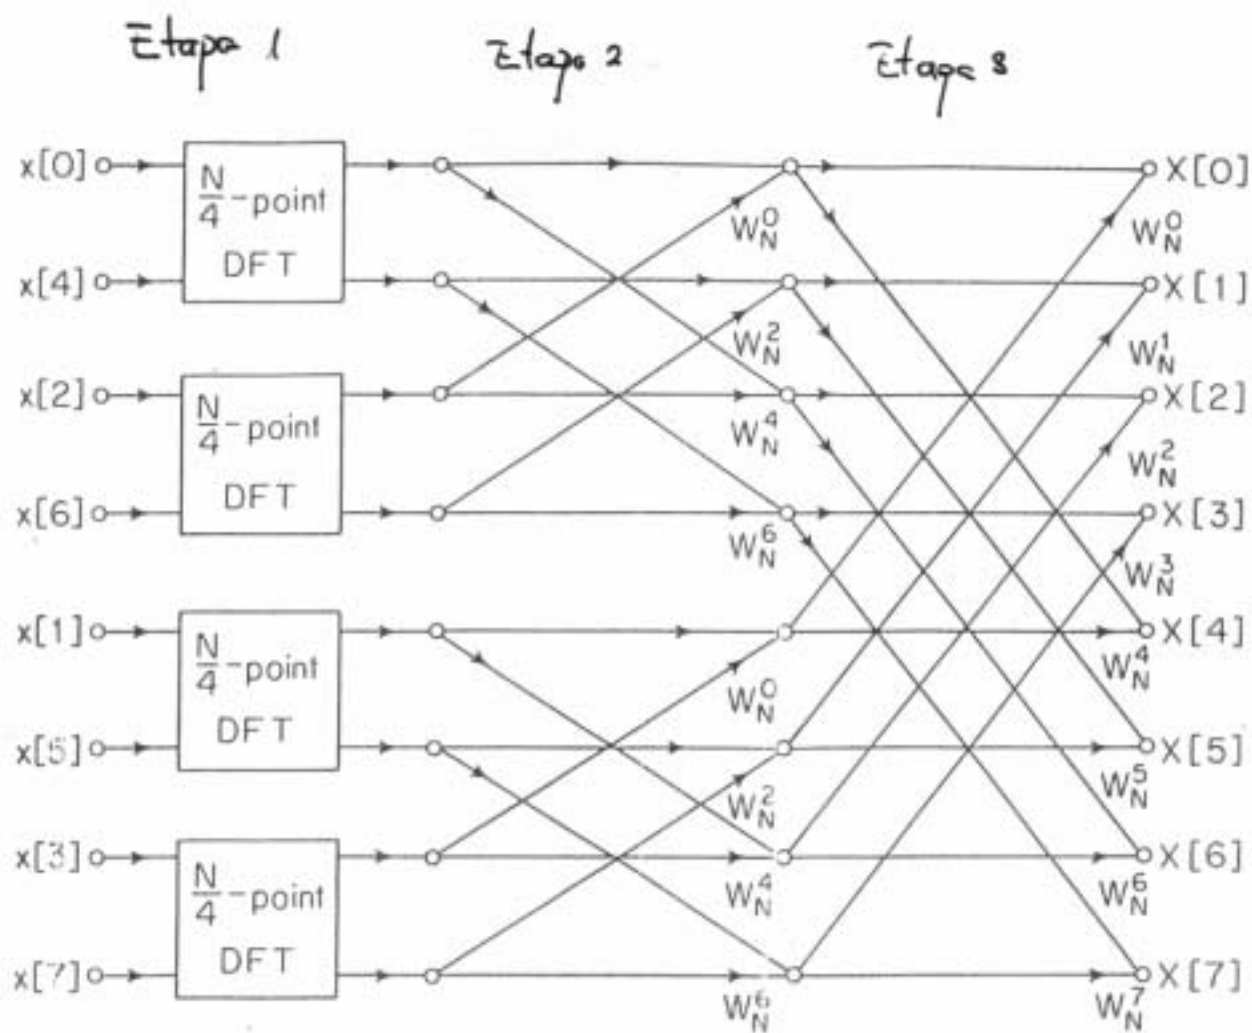 Etapa 1 Etapa 2 Etapa 3
x[0] N/4-point DFT X[0]
W_N^0 W_N^0
x[4] X[1]
W_N^2 W_N^1
x[2] N/4-point DFT X[2]
W_N^4 W_N^2
x[6] X[3]
W_N^6 W_N^3
x[1] N/4-point DFT X[4]
W_N^0 W_N^4
x[5] X[5]
W_N^2 W_N^5
x[3] N/4-point DFT X[6]
W_N^4 W_N^6
x[7] X[7]
W_N^6 W_N^7